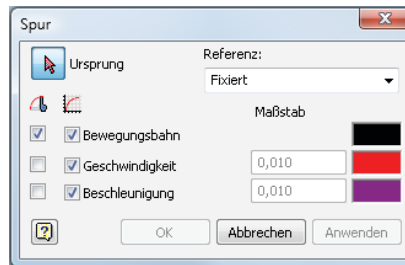 Spur
Ursprung
Referenz:
Fixiert
Maßstab
Bewegungsbahn
Geschwindigkeit
0,010
Beschleunigung
0,010
OK
Abbrechen
Anwenden